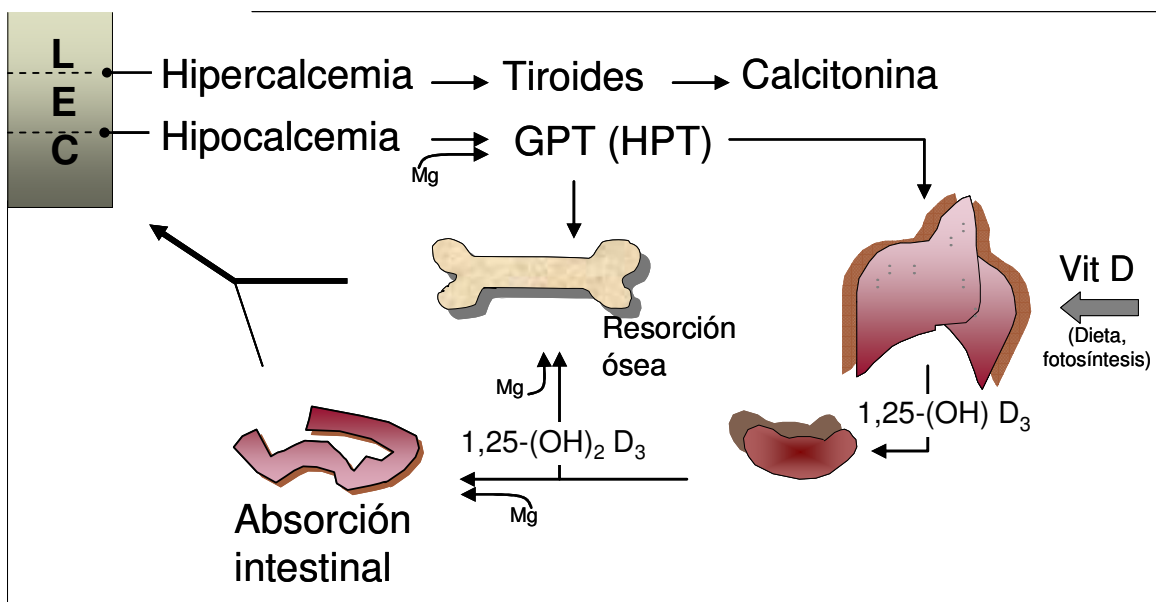 L
E
C
Hipercalcemia
Tiroides
Calcitonina
Hipocalcemia
GPT (HPT)
Mg
Vit D
(Dieta,
fotosíntesis)
Resorción
ósea
Mg
1,25-(OH) D₃
1,25-(OH)₂ D₃
Mg
Absorción
intestinal